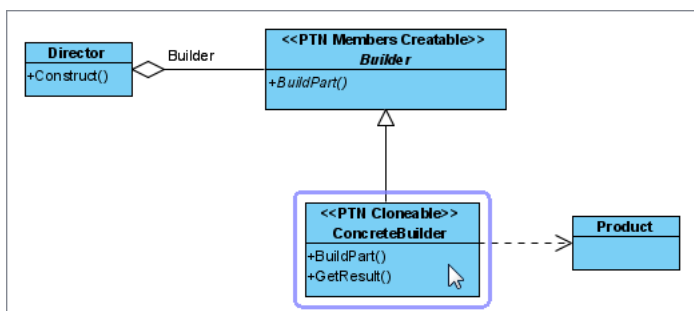 Director
+Construct()
Builder
<<PTN Members Creatable>>
Builder
+BuildPart()
<<PTN Cloneable>>
ConcreteBuilder
+BuildPart()
+GetResult()
Product